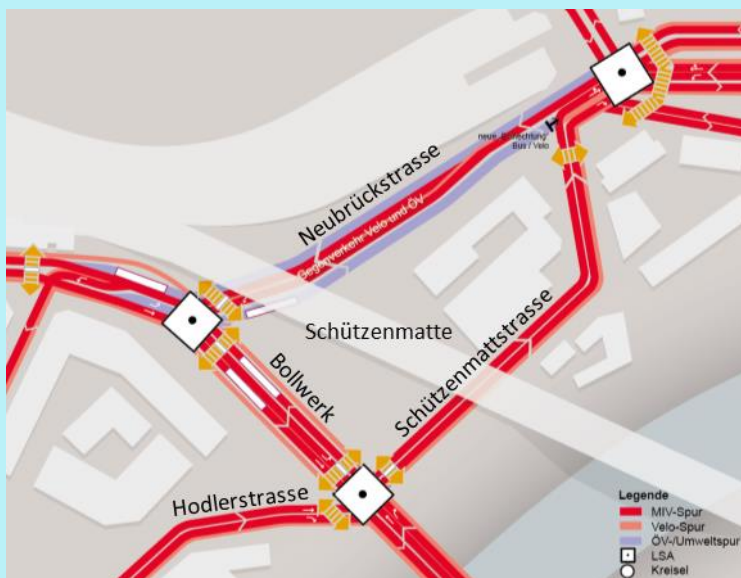 neue „Einflechtung"
Bus / Velo
Neubrückstrasse
Gegenverkehr Velo und ÖV
Schützenmatte
Bollwerk
Schützenmattstrasse
Hodlerstrasse
Legende
MIV-Spur
Velo-Spur
ÖV-/Umweltspur
LSA
Kreisel